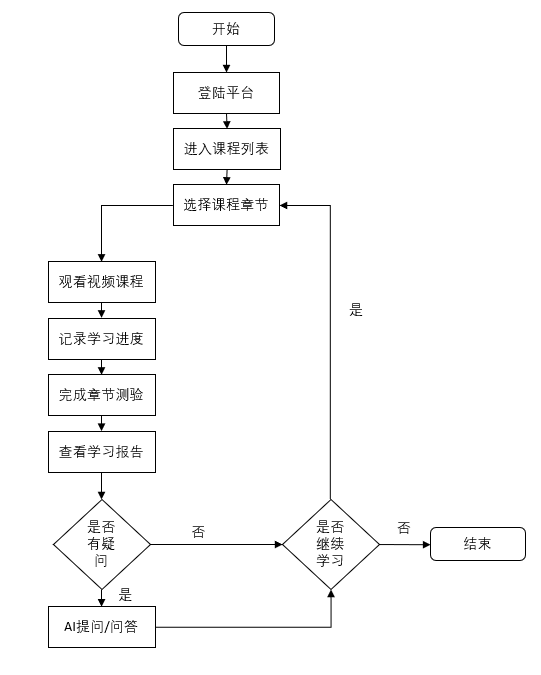 开始
登陆平台
进入课程列表
选择课程章节
观看视频课程
是
记录学习进度
完成章节测验
查看学习报告
是否
有疑
问
否
是否
继续
学习
否
结束
是
AI提问/问答